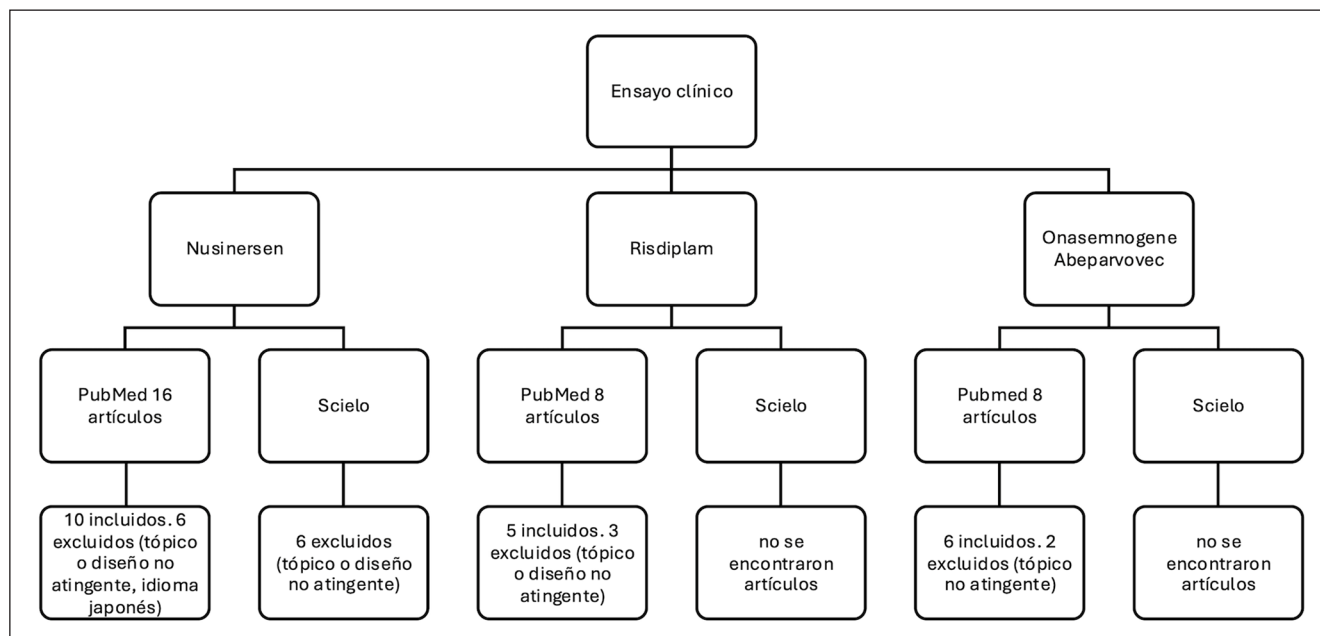 Ensayo clínico
Nusinersen
Risdiplam
Onasemnogene
Abeparvovec
PubMed 16
artículos
Scielo
PubMed 8
artículos
Scielo
Pubmed 8
artículos
Scielo
10 incluidos. 6
excluidos (tópico
o diseño no
atingente, idioma
japonés)
6 excluidos
(tópico o diseño
no atingente)
5 incluidos. 3
excluidos (tópico
o diseño no
atingente)
no se
encontraron
artículos
6 incluidos. 2
excluidos (tópico
no atingente)
no se
encontraron
artículos